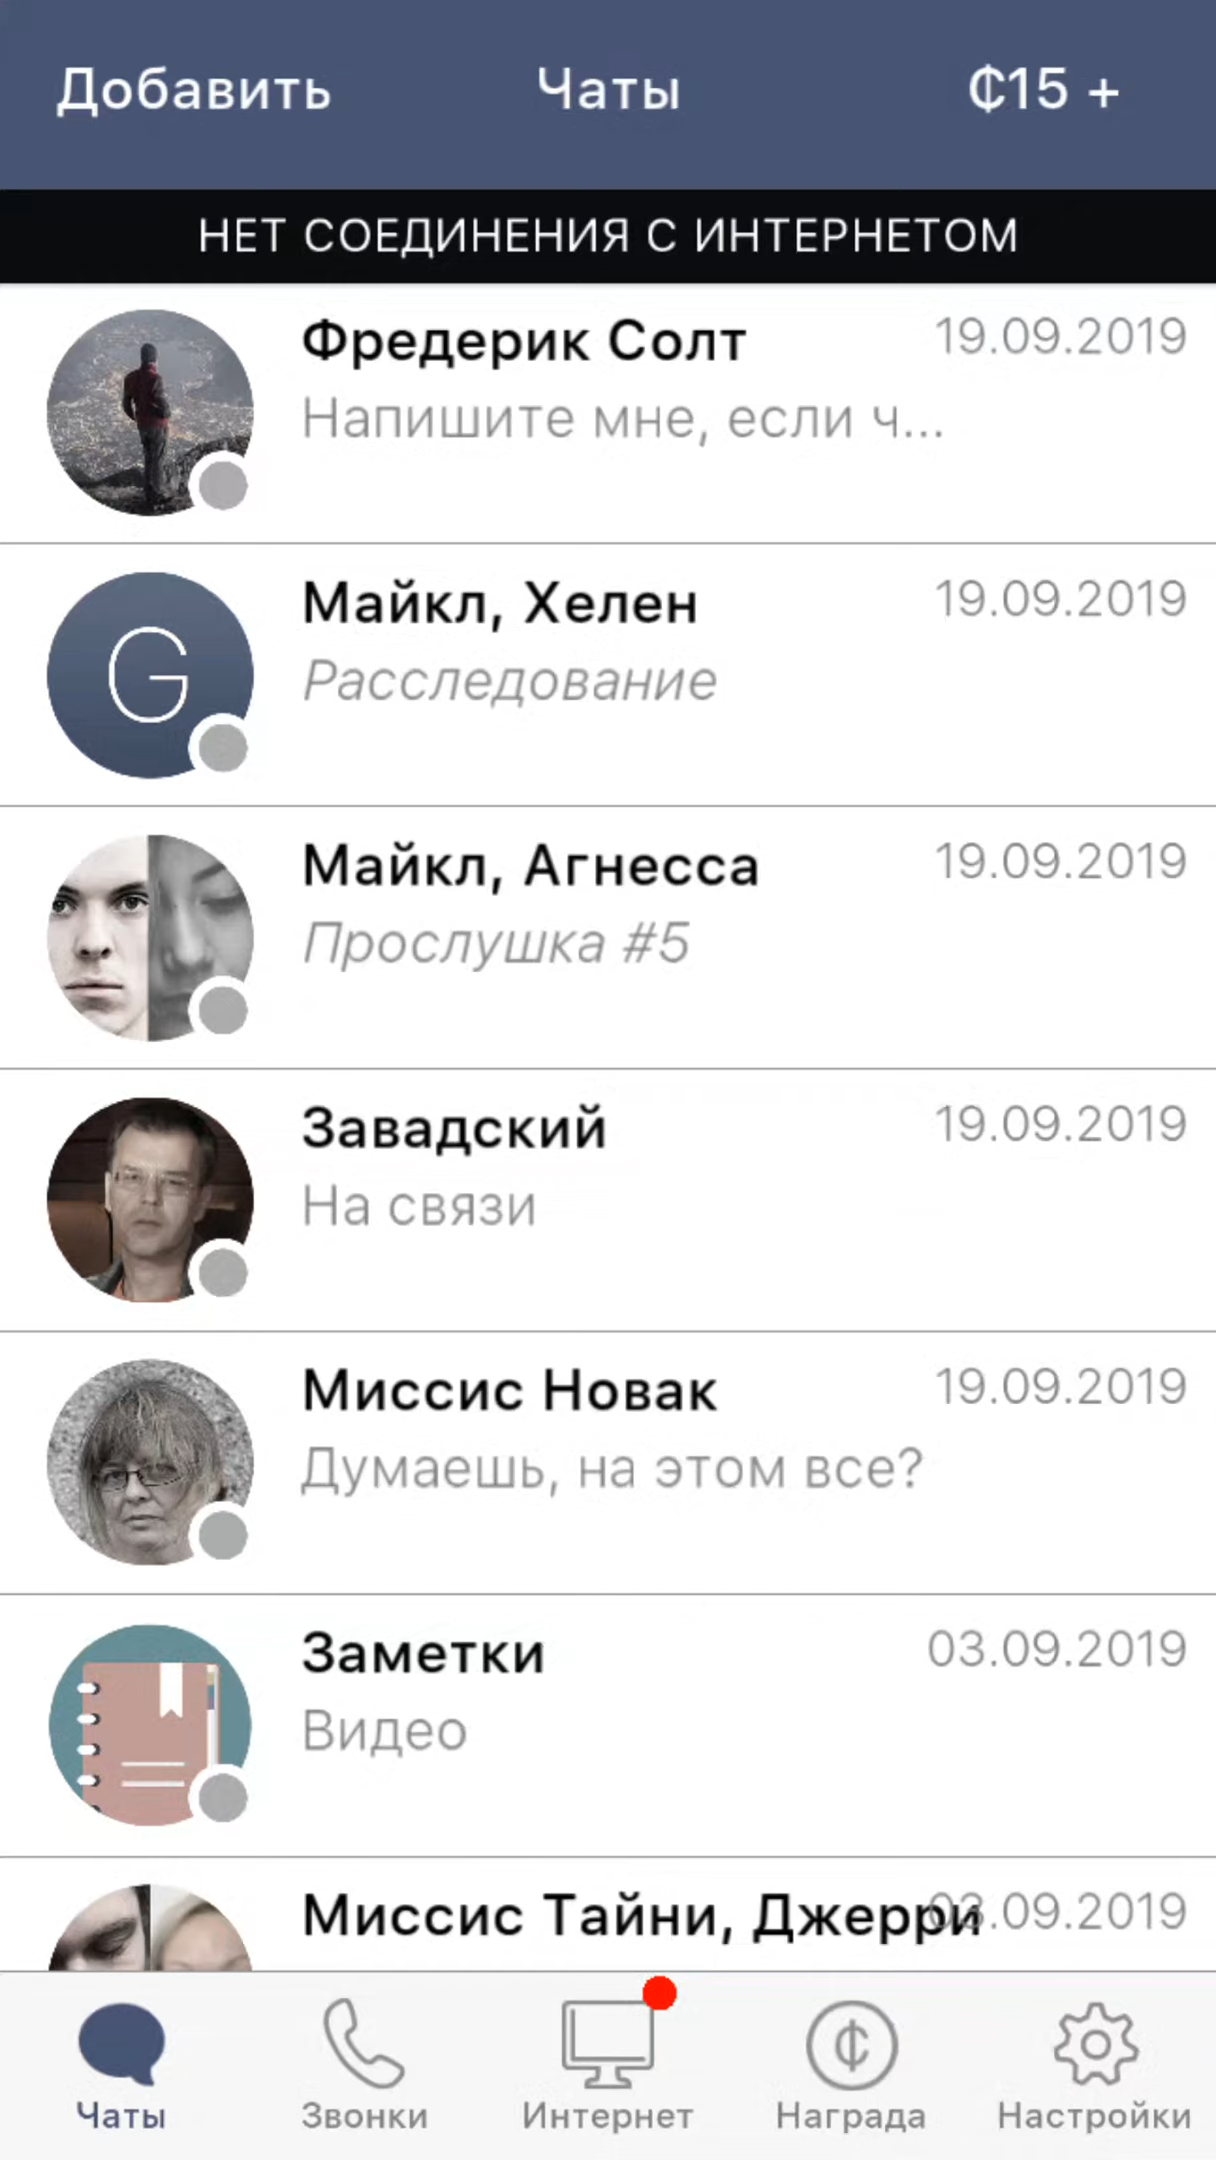 Добавить Чаты ₵15 +
НЕТ СОЕДИНЕНИЯ С ИНТЕРНЕТОМ
Фредерик Солт 19.09.2019
Напишите мне, если ч...
G
Майкл, Хелен 19.09.2019
Расследование
Майкл, Агнесса 19.09.2019
Прослушка #5
Завадский 19.09.2019
На связи
Миссис Новак 19.09.2019
Думаешь, на этом все?
Заметки 03.09.2019
Видео
Миссис Тайни, Джерри 03.09.2019
₵
Чаты Звонки Интернет Награда Настройки